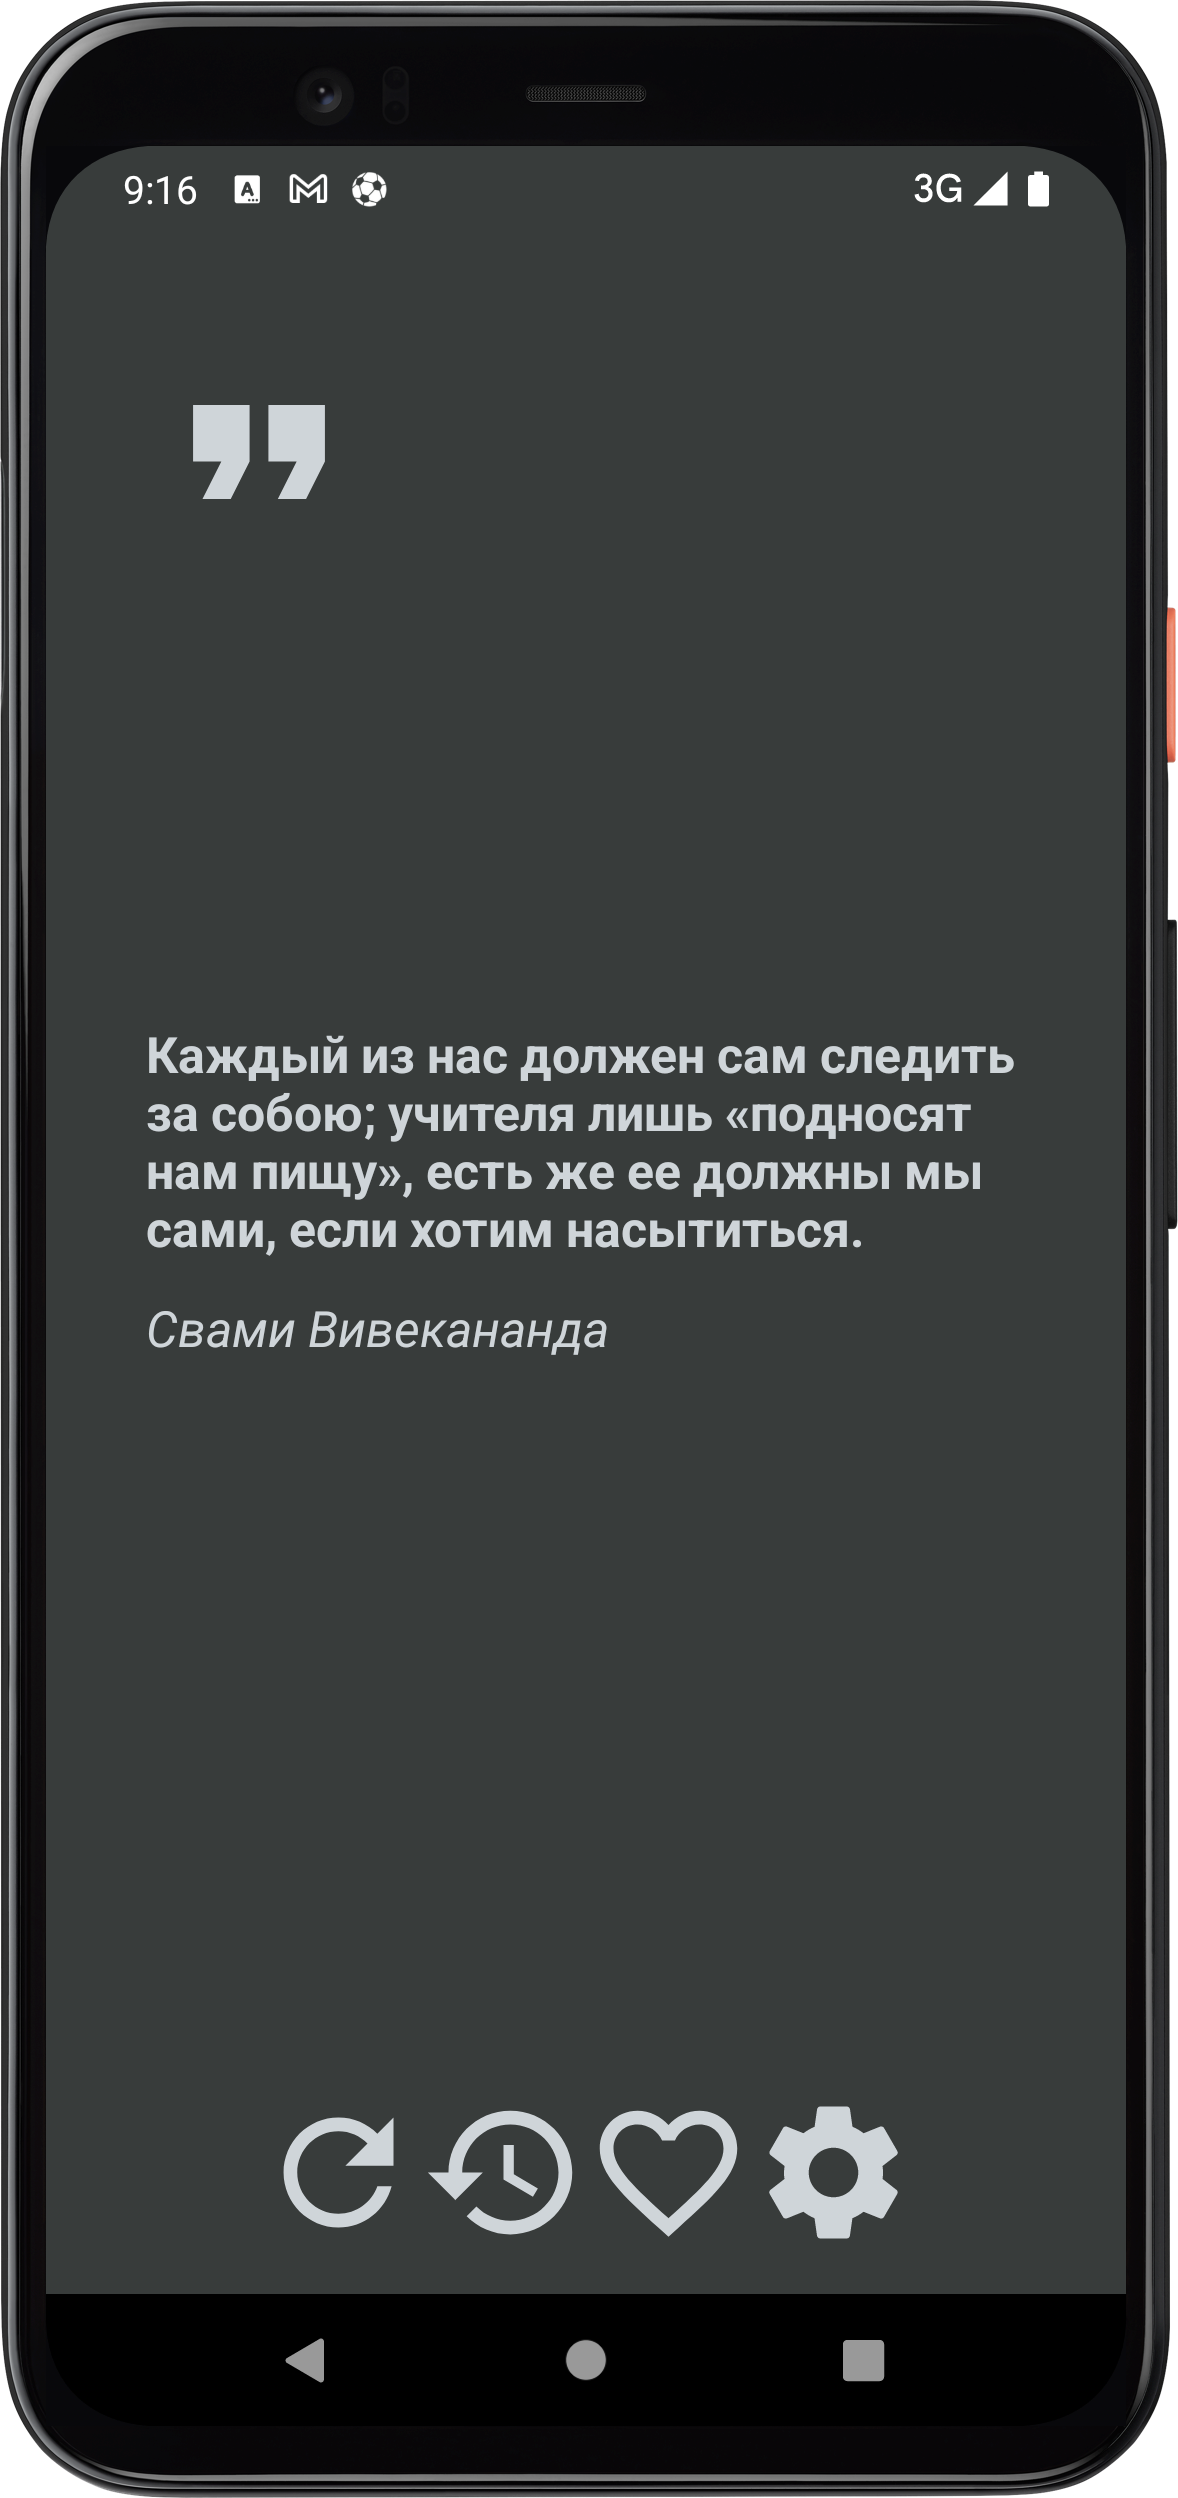 9:16 3G
Каждый из нас должен сам следить
за собою; учителя лишь «подносят
нам пищу», есть же ее должны мы
сами, если хотим насытиться.
Свами Вивекананда